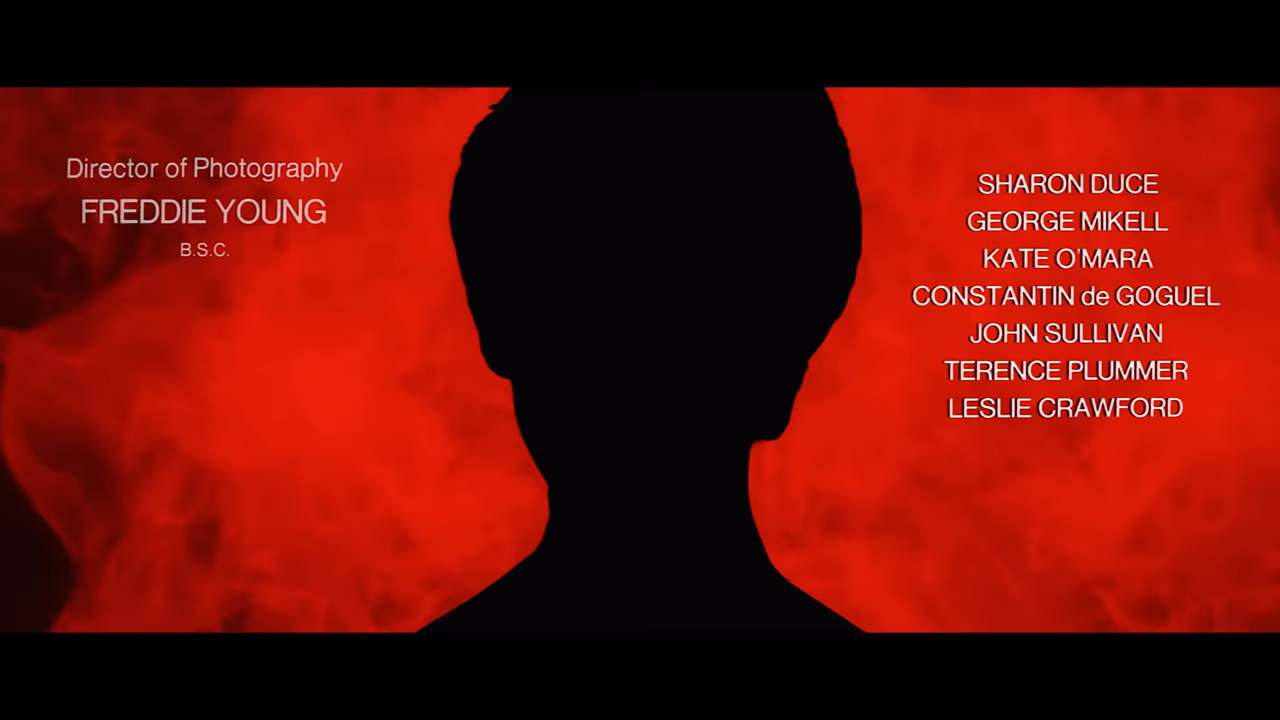 Director of Photography
FREDDIE YOUNG
B.S.C.
SHARON DUCE
GEORGE MIKELL
KATE O'MARA
CONSTANTIN de GOGUEL
JOHN SULLIVAN
TERENCE PLUMMER
LESLIE CRAWFORD